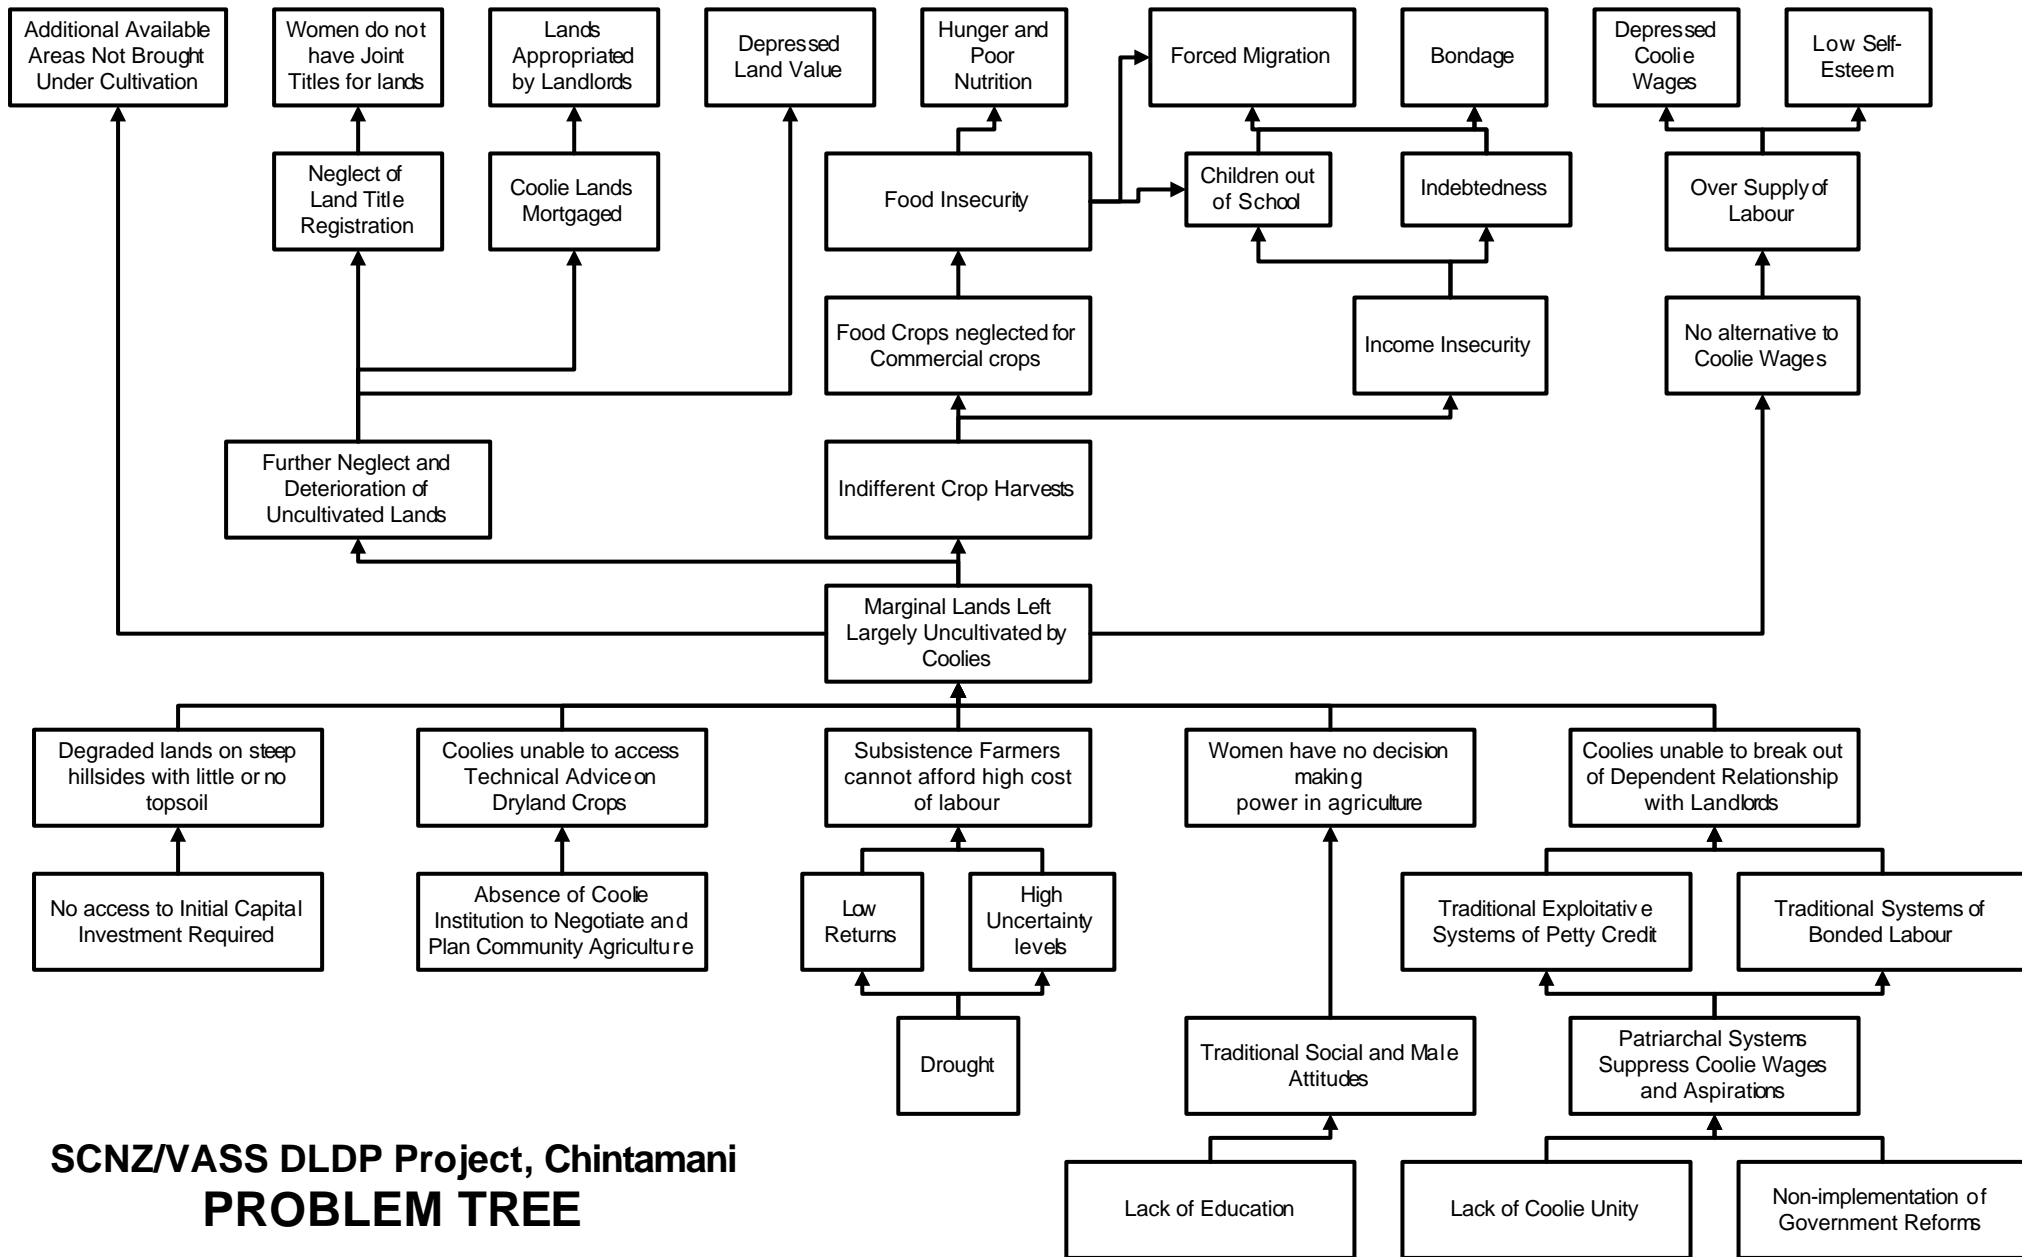 Additional Available
Areas Not Brought
Under Cultivation
Women do not
have Joint
Titles for lands
Lands
Appropriated
by Landlords
Depressed
Land Value
Hunger and
Poor
Nutrition
Forced Migration
Bondage
Depressed
Coolie
Wages
Low Self-
Esteem
Neglect of
Land Title
Registration
Coolie Lands
Mortgaged
Food Insecurity
Children out
of School
Indebtedness
Over Supply of
Labour
Food Crops neglected for
Commercial crops
Income Insecurity
No alternative to
Coolie Wages
Further Neglect and
Deterioration of
Uncultivated Lands
Indifferent Crop Harvests
Marginal Lands Left
Largely Uncultivated by
Coolies
Degraded lands on steep
hillsides with little or no
topsoil
Coolies unable to access
Technical Advice on
Dryland Crops
Subsistence Farmers
cannot afford high cost
of labour
Women have no decision
making
power in agriculture
Coolies unable to break out
of Dependent Relationship
with Landlords
No access to Initial Capital
Investment Required
Absence of Coolie
Institution to Negotiate and
Plan Community Agriculture
Low
Returns
High
Uncertainty
levels
Traditional Exploitative
Systems of Petty Credit
Traditional Systems of
Bonded Labour
Drought
Traditional Social and Male
Attitudes
Patriarchal Systems
Suppress Coolie Wages
and Aspirations
Lack of Education
Lack of Coolie Unity
Non-implementation of
Government Reforms
SCNZ/VASS DLDP Project, Chintamani
PROBLEM TREE